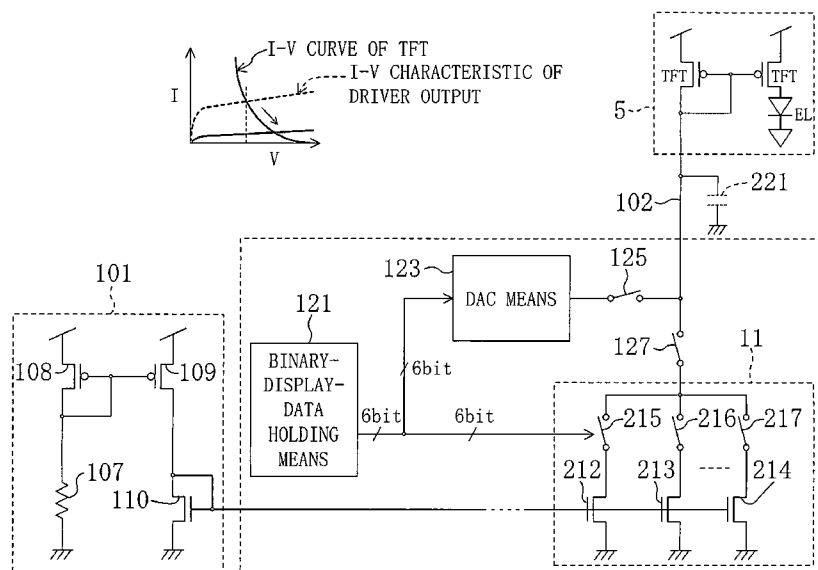 I-V CURVE OF TFT
I-V CHARACTERISTIC OF
DRIVER OUTPUT
I
V
TFT
TFT
EL
5
221
102
123
125
DAC MEANS
101
121
127
11
108
109
BINARY-
DISPLAY-
DATA
HOLDING
MEANS
6bit
6bit
6bit
215
216
217
107
110
212
213
214